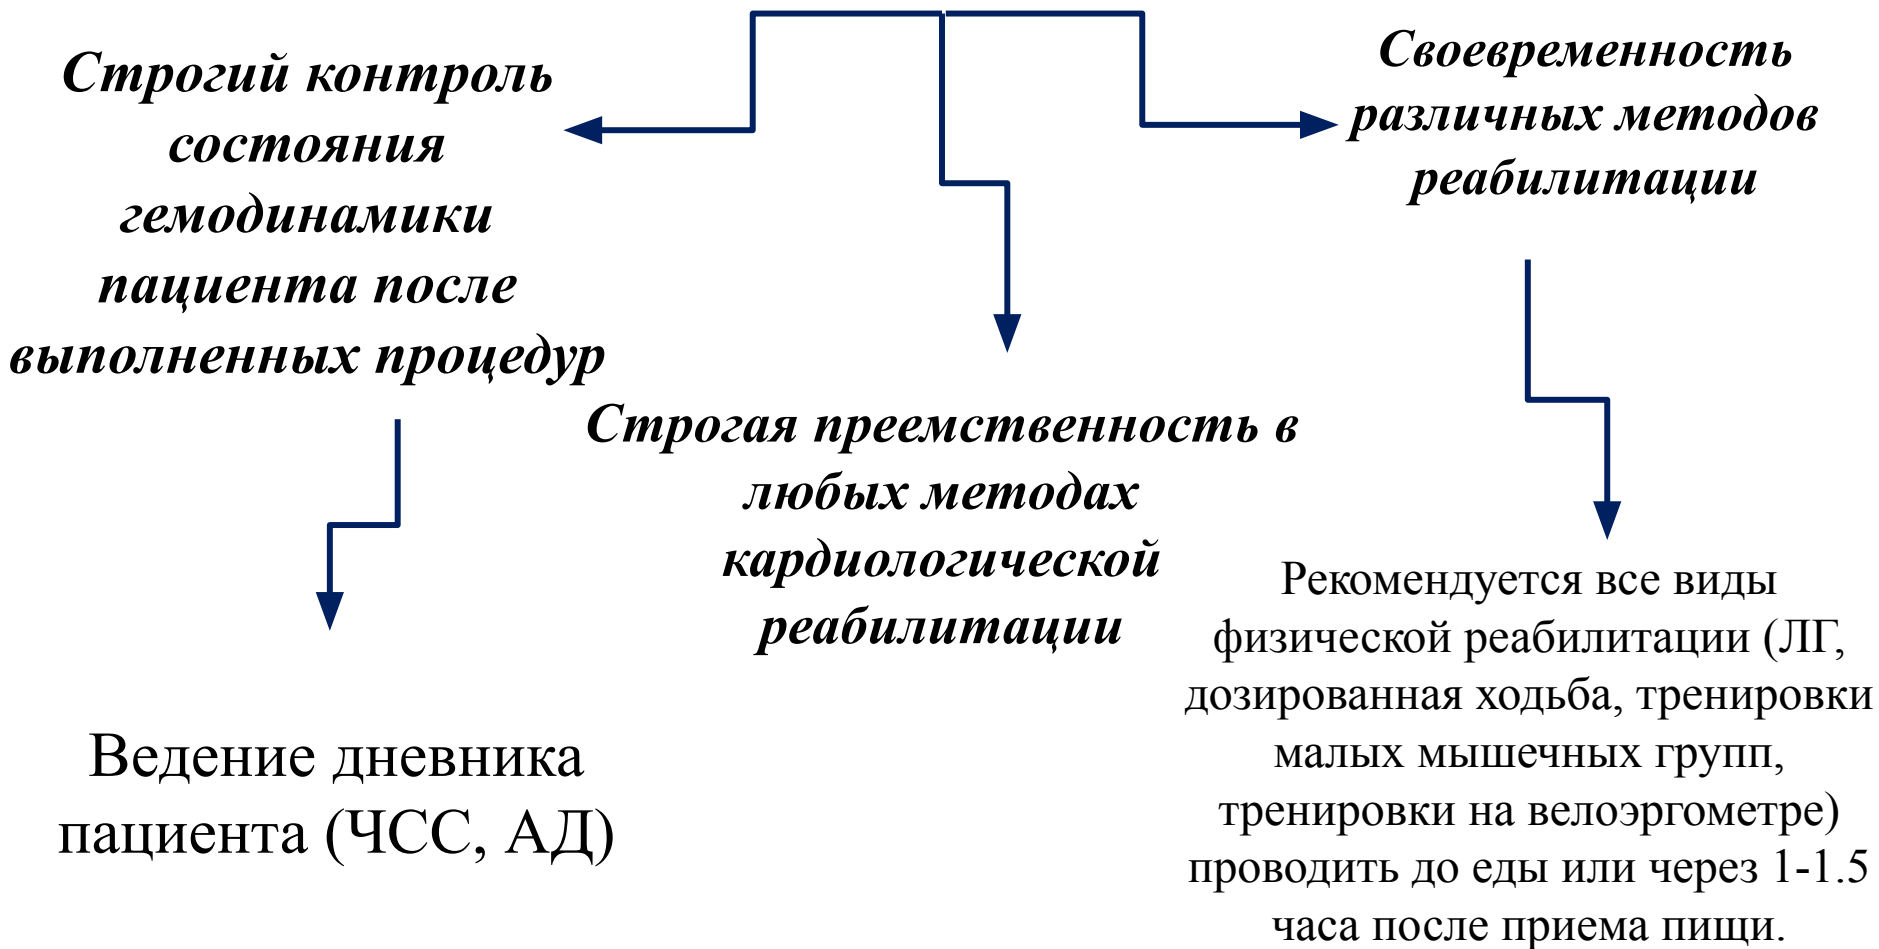 Строгий контроль
состояния
гемодинамики
пациента после
выполненных процедур
Ведение дневника
пациента (ЧСС, АД)
Строгая преемственность в
любых методах
кардиологической
реабилитации
Своевременность
различных методов
реабилитации
Рекомендуется все виды
физической реабилитации (ЛГ,
дозированная ходьба, тренировки
малых мышечных групп,
тренировки на велоэргометре)
проводить до еды или через 1-1.5
часа после приема пищи.